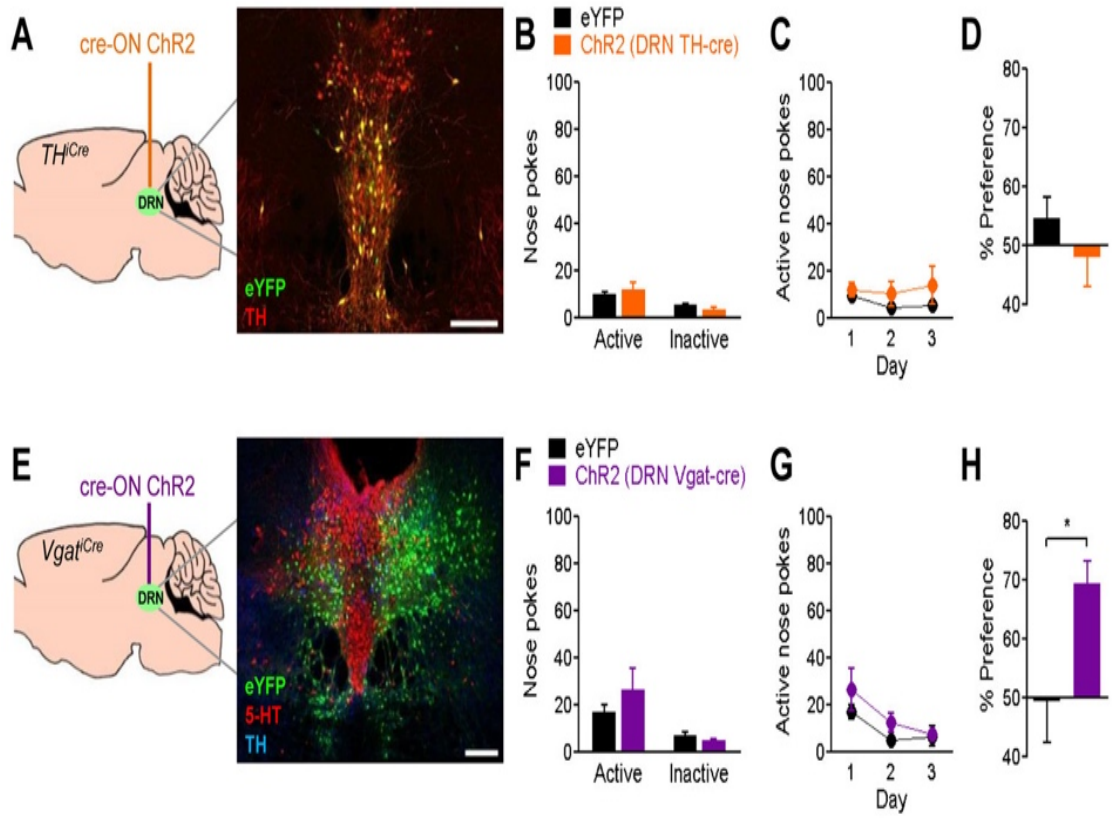 A
cre-ON ChR2
TH^iCre
DRN
eYFP
TH
B
eYFP
ChR2 (DRN TH-cre)
Nose pokes
100
80
60
40
20
0
Active
Inactive
C
Active nose pokes
100
80
60
40
20
0
1 2 3
Day
D
% Preference
80
70
60
50
40
E
cre-ON ChR2
Vgat^iCre
DRN
eYFP
5-HT
TH
F
eYFP
ChR2 (DRN Vgat-cre)
Nose pokes
100
80
60
40
20
0
Active
Inactive
G
Active nose pokes
100
80
60
40
20
0
1 2 3
Day
H
% Preference
80
70
60
50
40
*